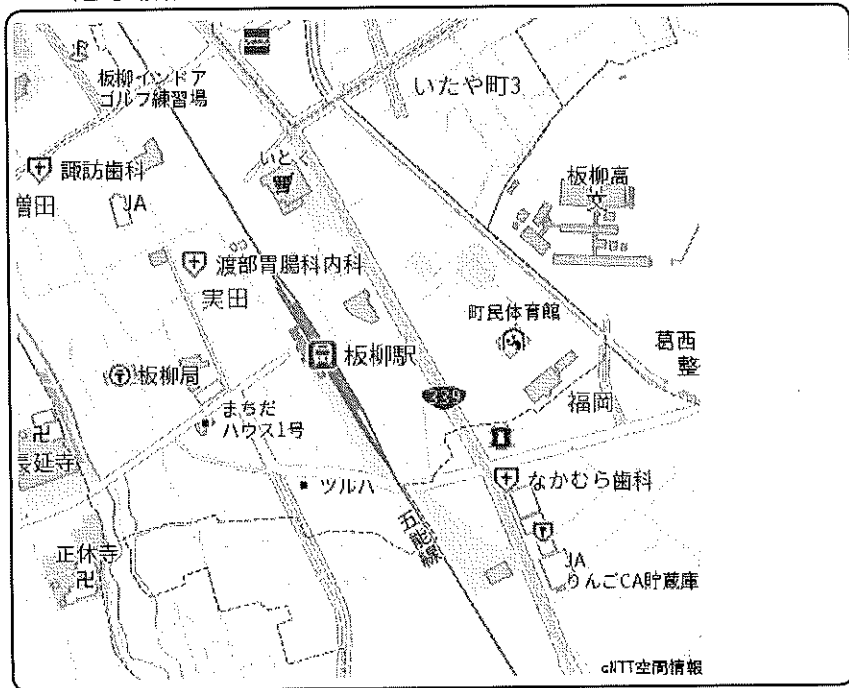 板柳インドア
ゴルフ練習場
いたや町3
諏訪歯科
曽田
JA
いとく
板柳高
文
渡部胃腸科内科
実田
町民体育館
葛西
整
板柳駅
板柳局
339
まちだ
ハウス1号
福岡
卍
長延寺
ツルハ
なかむら歯科
五能線
正休寺
卍
JA
りんごCA貯蔵庫
©NTT空間情報